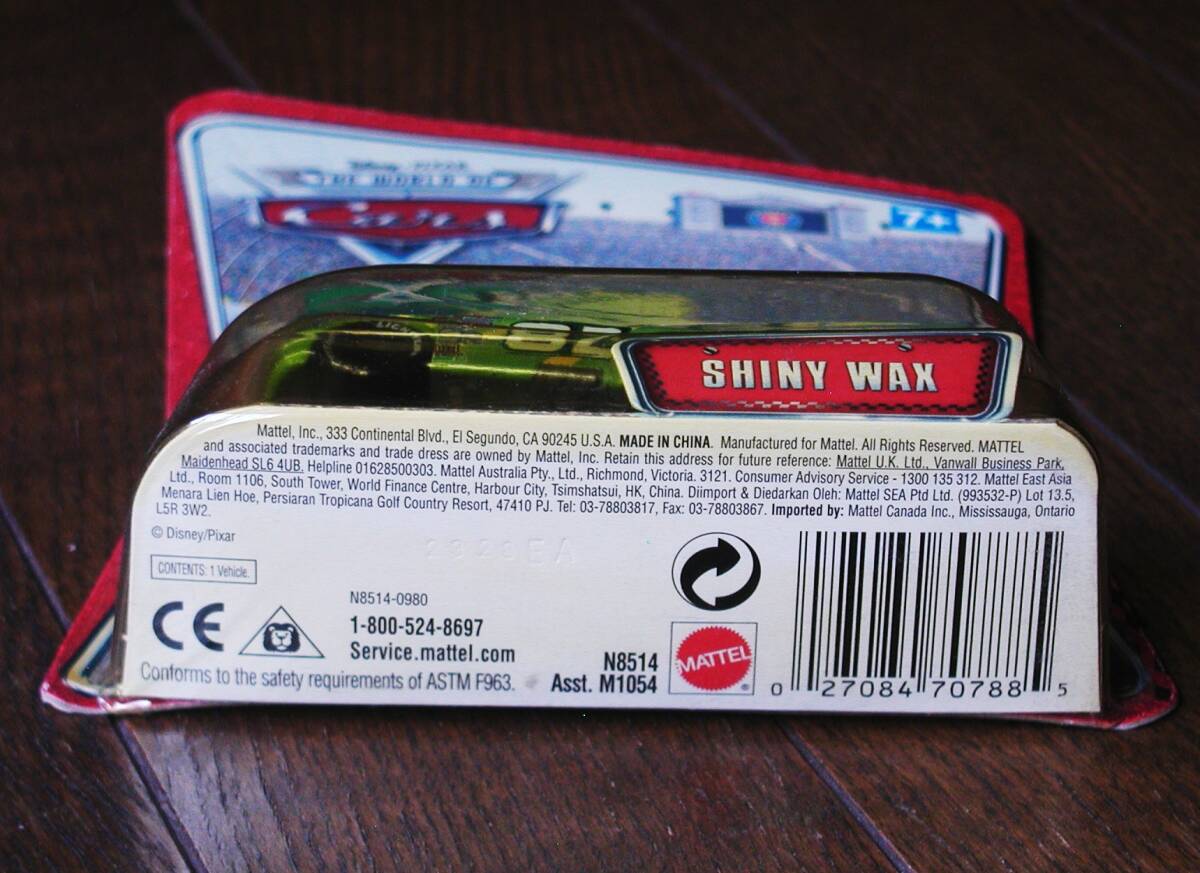 Disney · PIXAR
THE WORLD OF
Cars
7+
82
SHINY WAX
Mattel, Inc., 333 Continental Blvd., El Segundo, CA 90245 U.S.A. MADE IN CHINA. Manufactured for Mattel. All Rights Reserved. MATTEL
and associated trademarks and trade dress are owned by Mattel, Inc. Retain this address for future reference: Mattel U.K. Ltd., Vanwall Business Park,
Maidenhead SL6 4UB. Helpline 01628500303. Mattel Australia Pty., Ltd., Richmond, Victoria. 3121. Consumer Advisory Service - 1300 135 312. Mattel East Asia
Ltd., Room 1106, South Tower, World Finance Centre, Harbour City, Tsimshatsui, HK, China. Diimport & Diedarkan Oleh: Mattel SEA Ptd Ltd. (993532-P) Lot 13.5,
Menara Lien Hoe, Persiaran Tropicana Golf Country Resort, 47410 PJ. Tel: 03-78803817, Fax: 03-78803867. Imported by: Mattel Canada Inc., Mississauga, Ontario
L5R 3W2.
© Disney/Pixar
2329EA
CONTENTS: 1 Vehicle.
CE
N8514-0980
1-800-524-8697
Service.mattel.com
Conforms to the safety requirements of ASTM F963.
N8514
Asst. M1054
MATTEL
®
0 27084 70788 5